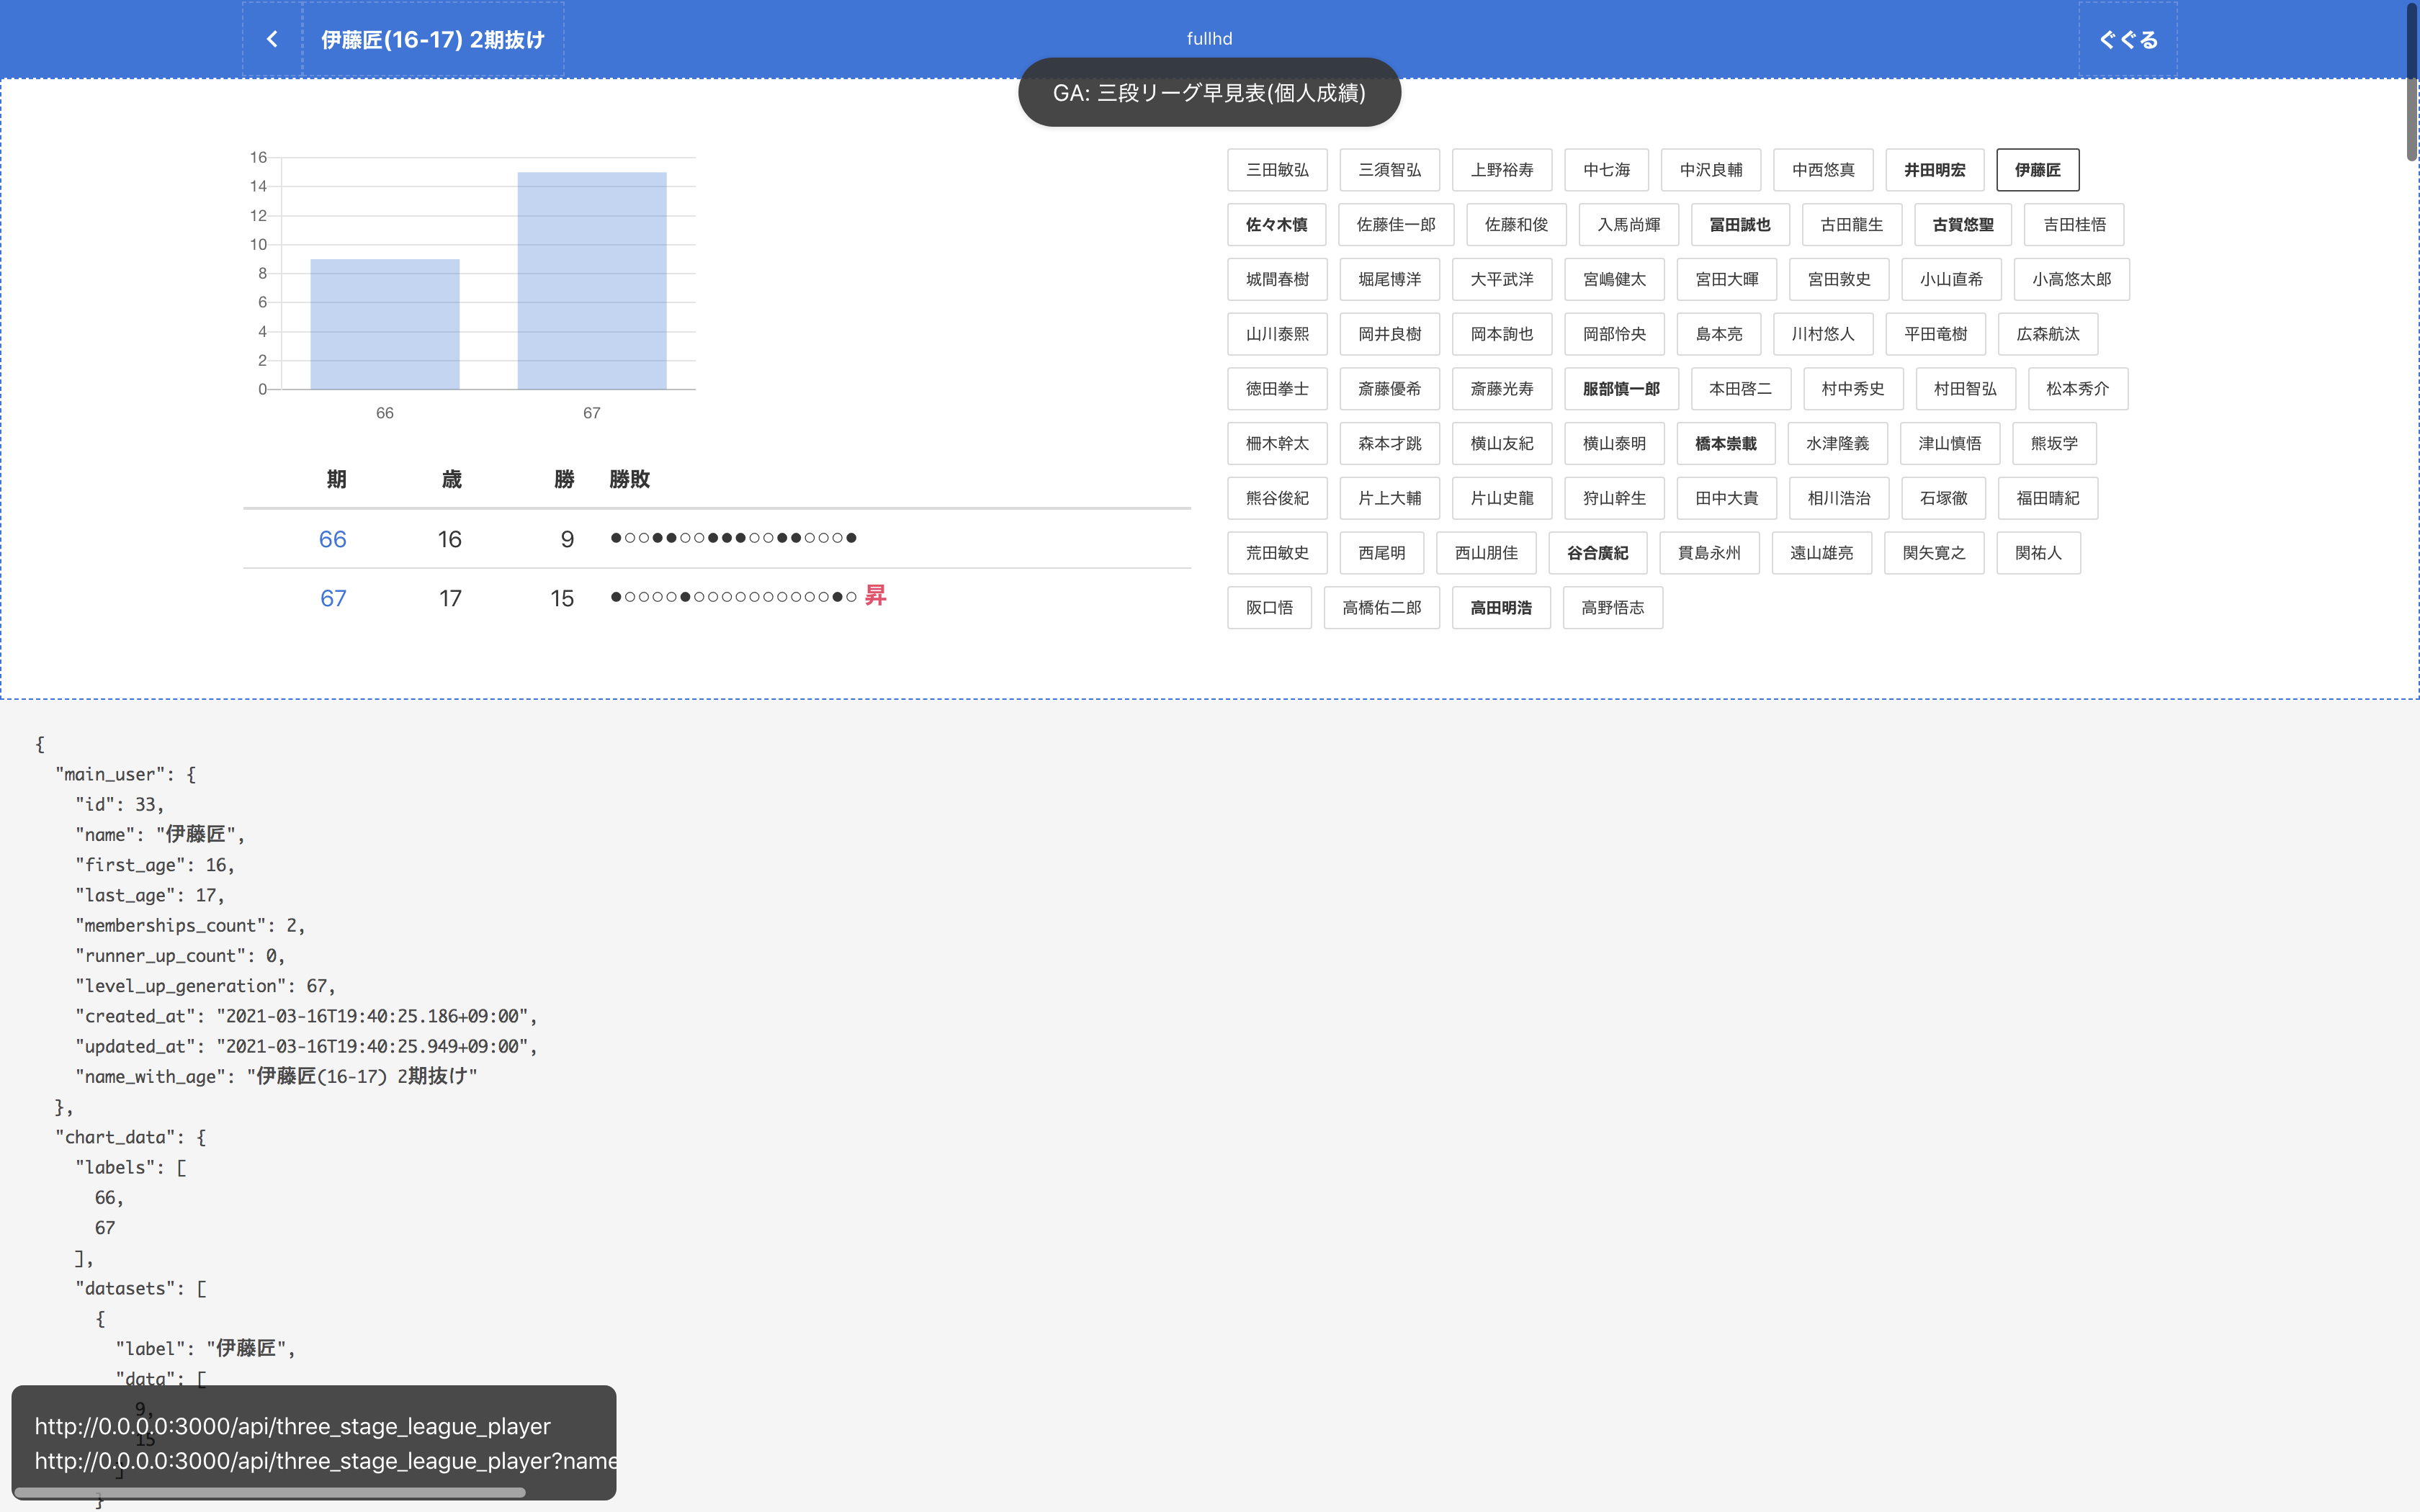 伊藤匠(16-17) 2期抜け
fullhd
ぐぐる
GA: 三段リーグ早見表(個人成績)
16
14
12
10
8
6
4
2
0
66 67
期 歳 勝 勝敗
66 16 9 ●○○●●○○●●●○○●●○○○●
67 17 15 ●○○○○●○○○○○○○○○○●○ 昇
三田敏弘 三須智弘 上野裕寿 中七海 中沢良輔 中西悠真 井田明宏 伊藤匠
佐々木慎 佐藤佳一郎 佐藤和俊 入馬尚輝 冨田誠也 古田龍生 古賀悠聖 吉田桂悟
城間春樹 堀尾博洋 大平武洋 宮嶋健太 宮田大暉 宮田敦史 小山直希 小高悠太郎
山川泰熙 岡井良樹 岡本詢也 岡部怜央 島本亮 川村悠人 平田竜樹 広森航汰
徳田拳士 斎藤優希 斎藤光寿 服部慎一郎 本田啓二 村中秀史 村田智弘 松本秀介
柵木幹太 森本才跳 横山友紀 横山泰明 橋本崇載 水津隆義 津山慎悟 熊坂学
熊谷俊紀 片上大輔 片山史龍 狩山幹生 田中大貴 相川浩治 石塚徹 福田晴紀
荒田敏史 西尾明 西山朋佳 谷合廣紀 貫島永州 遠山雄亮 関矢寛之 関祐人
阪口悟 高橋佑二郎 高田明浩 高野悟志
{
"main_user": {
"id": 33,
"name": "伊藤匠",
"first_age": 16,
"last_age": 17,
"memberships_count": 2,
"runner_up_count": 0,
"level_up_generation": 67,
"created_at": "2021-03-16T19:40:25.186+09:00",
"updated_at": "2021-03-16T19:40:25.949+09:00",
"name_with_age": "伊藤匠(16-17) 2期抜け"
},
"chart_data": {
"labels": [
66,
67
],
"datasets": [
{
"label": "伊藤匠",
"data": [
9,
15
]
}
http://0.0.0.0:3000/api/three_stage_league_player
http://0.0.0.0:3000/api/three_stage_league_player?name